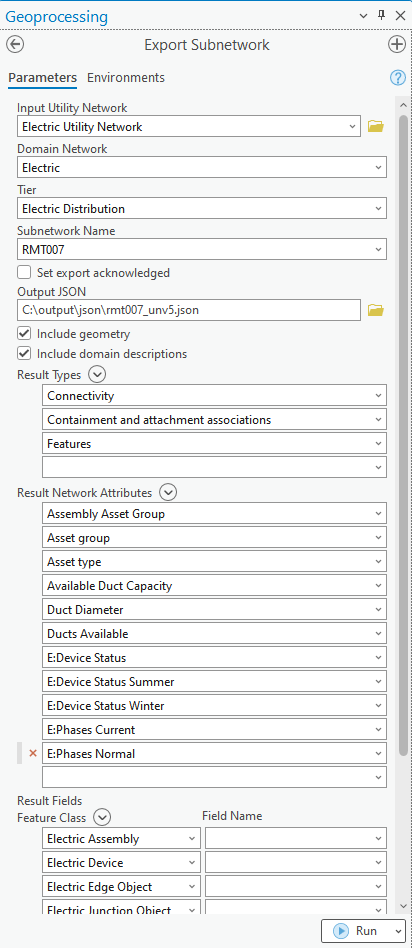 Geoprocessing
Export Subnetwork
Parameters Environments
Input Utility Network
Electric Utility Network
Domain Network
Electric
Tier
Electric Distribution
Subnetwork Name
RMT007
Set export acknowledged
Output JSON
C:\output\json\rmt007_unv5.json
Include geometry
Include domain descriptions
Result Types
Connectivity
Containment and attachment associations
Features
Result Network Attributes
Assembly Asset Group
Asset group
Asset type
Available Duct Capacity
Duct Diameter
Ducts Available
E:Device Status
E:Device Status Summer
E:Device Status Winter
E:Phases Current
E:Phases Normal
Result Fields
Feature Class Field Name
Electric Assembly
Electric Device
Electric Edge Object
Electric Junction Object
Run